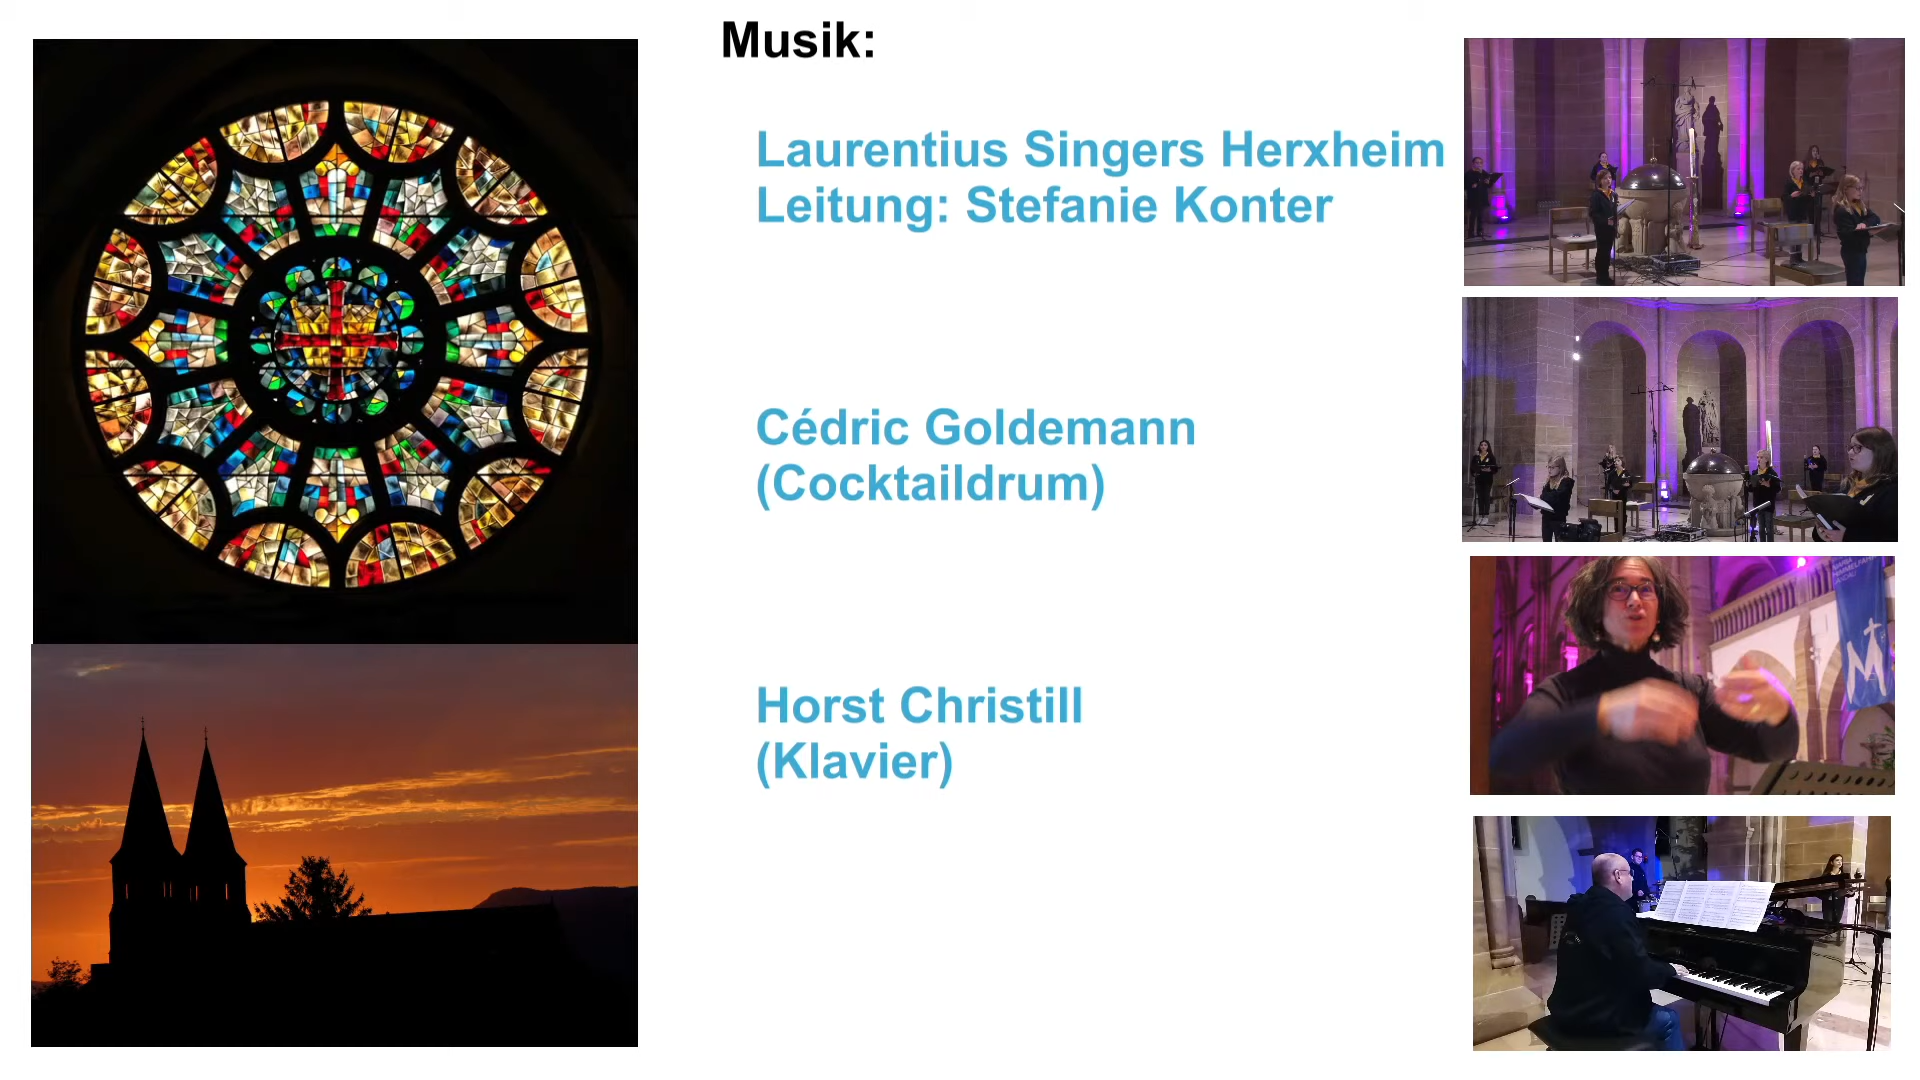 Musik:
Laurentius Singers Herxheim
Leitung: Stefanie Konter
Cédric Goldemann
(Cocktaildrum)
Horst Christill
(Klavier)